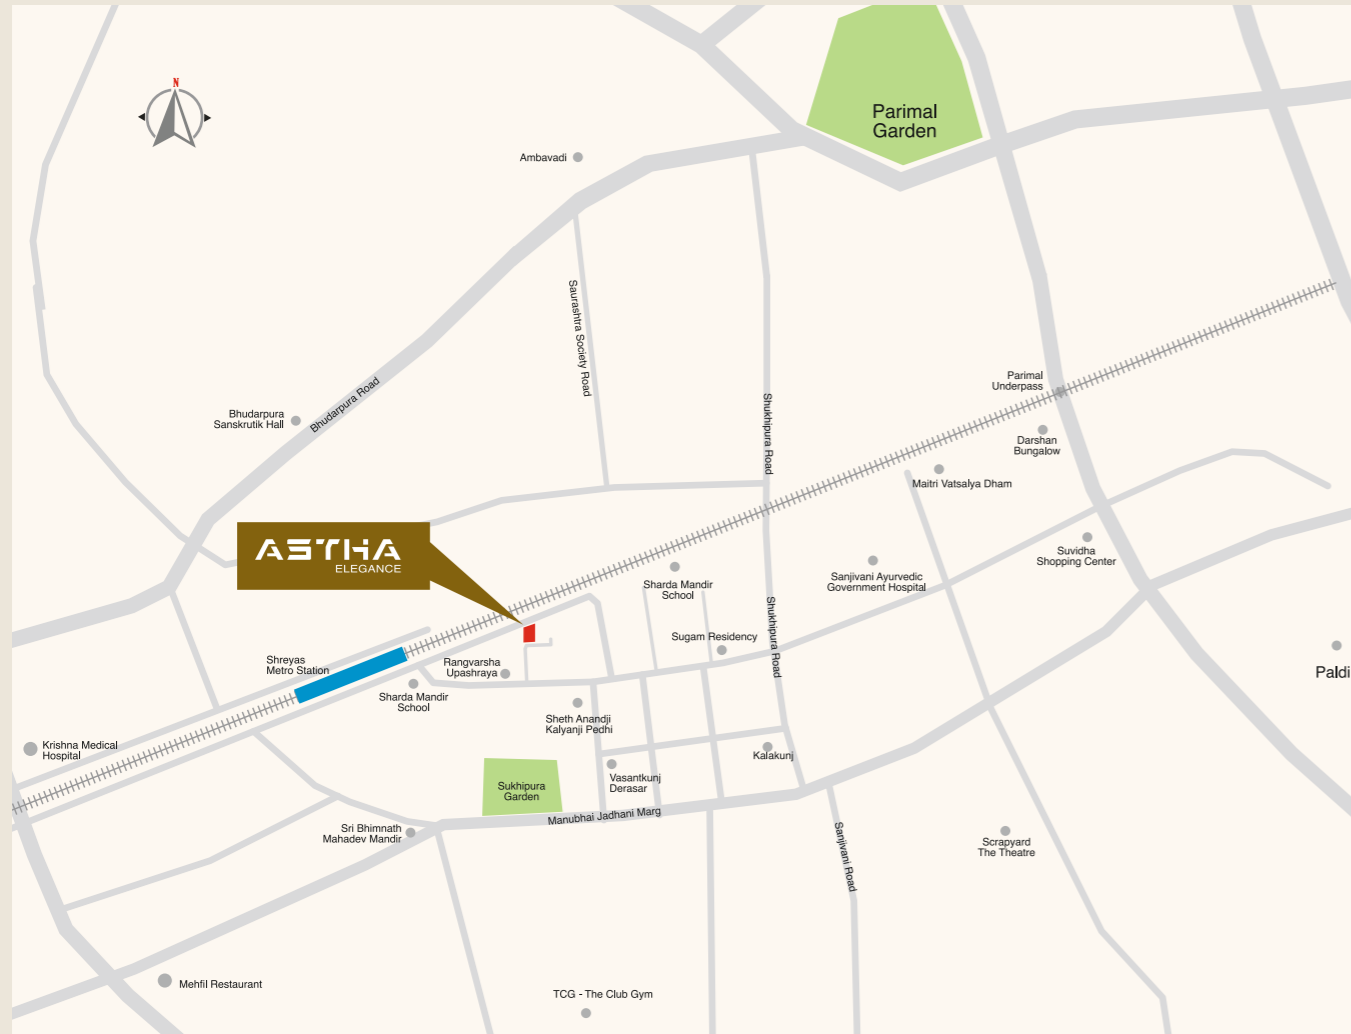 N
Parimal
Garden
Ambavadi
Saurashtra Society Road
Parimal
Underpass
Bhudarpura Road
Shukhipura Road
Bhudarpura
Sanskrutik Hall
Darshan
Bungalow
Maitri Vatsalya Dham
ASTHA
ELEGANCE
Suvidha
Shopping Center
Sharda Mandir
School
Sanjivani Ayurvedic
Government Hospital
Shukhipura Road
Sugam Residency
Shreyas
Metro Station
Rangvarsha
Upashraya
Paldi
Sharda Mandir
School
Sheth Anandji
Kalyanji Pedhi
Krishna Medical
Hospital
Kalakunj
Vasantkunj
Derasar
Sukhipura
Garden
Manubhai Jadhani Marg
Sri Bhimnath
Mahadev Mandir
Sanjivani Road
Scrapyard
The Theatre
Mehfil Restaurant
TCG - The Club Gym